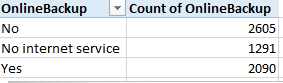 OnlineBackup Count of OnlineBackup
No 2605
No internet service 1291
Yes 2090